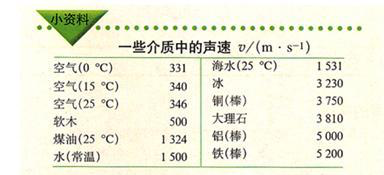 小资料
一些介质中的声速 v/(m·s⁻¹)
空气(0 ℃) 331
空气(15 ℃) 340
空气(25 ℃) 346
软木 500
煤油(25 ℃) 1 324
水(常温) 1 500
海水(25 ℃) 1 531
冰 3 230
铜(棒) 3 750
大理石 3 810
铝(棒) 5 000
铁(棒) 5 200